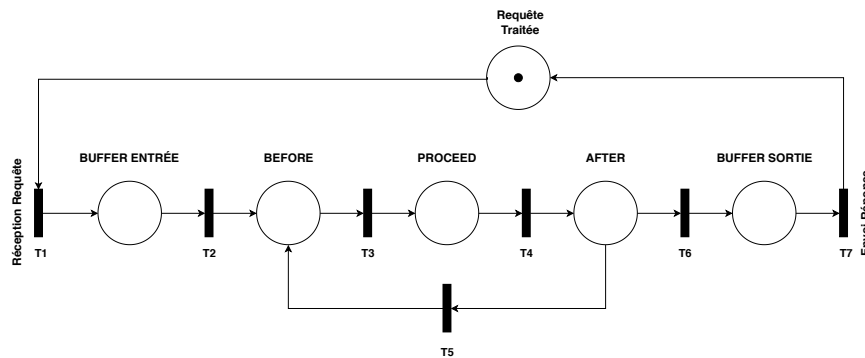 Requête
Traitée
BUFFER ENTRÉE
BEFORE
PROCEED
AFTER
BUFFER SORTIE
Réception Requête
T1
T2
T3
T4
T6
T7
T5